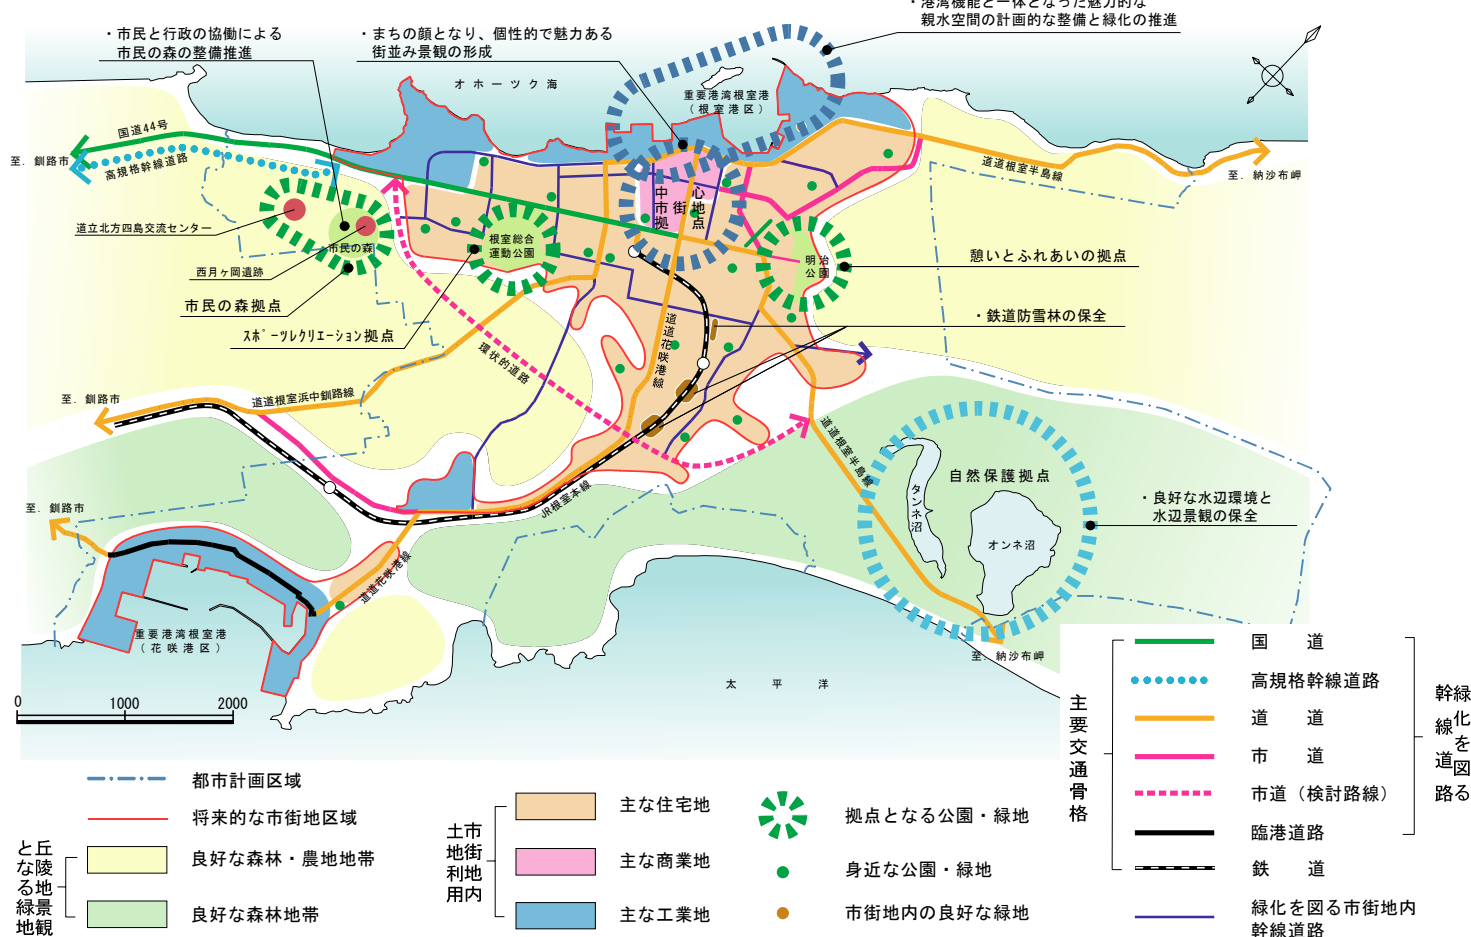 ・港湾機能と一体となった魅力的な
親水空間の計画的な整備と緑化の推進
・市民と行政の協働による
市民の森の整備推進
・まちの顔となり、個性的で魅力ある
街並み景観の形成
オホーツク海
重要港湾根室港
（根室港区）
国道44号
至．釧路市
高規格幹線道路
道道根室半島線
至．納沙布岬
中心
市街地
拠点
道立北方四島交流センター
市民の森
西月ヶ岡遺跡
市民の森拠点
根室総合
運動公園
明治
公園
憩いとふれあいの拠点
ｽﾎﾟｰﾂﾚｸﾘｴｰｼｮﾝ拠点
・鉄道防雪林の保全
道道花咲港線
環状的道路
至．釧路市
道道根室浜中釧路線
道道根室半島線
自然保護拠点
タンネ沼
オンネ沼
・良好な水辺環境と
水辺景観の保全
至．釧路市
JR根室本線
道道花咲港線
重要港湾根室港
（花咲港区）
至．納沙布岬
太平洋
0
1000
2000
都市計画区域
将来的な市街地区域
丘陵地景観
となる緑地
良好な森林・農地地帯
良好な森林地帯
市街地内
土地利用
主な住宅地
主な商業地
主な工業地
拠点となる公園・緑地
身近な公園・緑地
市街地内の良好な緑地
主要交通骨格
国道
高規格幹線道路
道道
市道
市道（検討路線）
臨港道路
鉄道
緑化を図る市街地内
幹線道路
緑化を図る
幹線道路